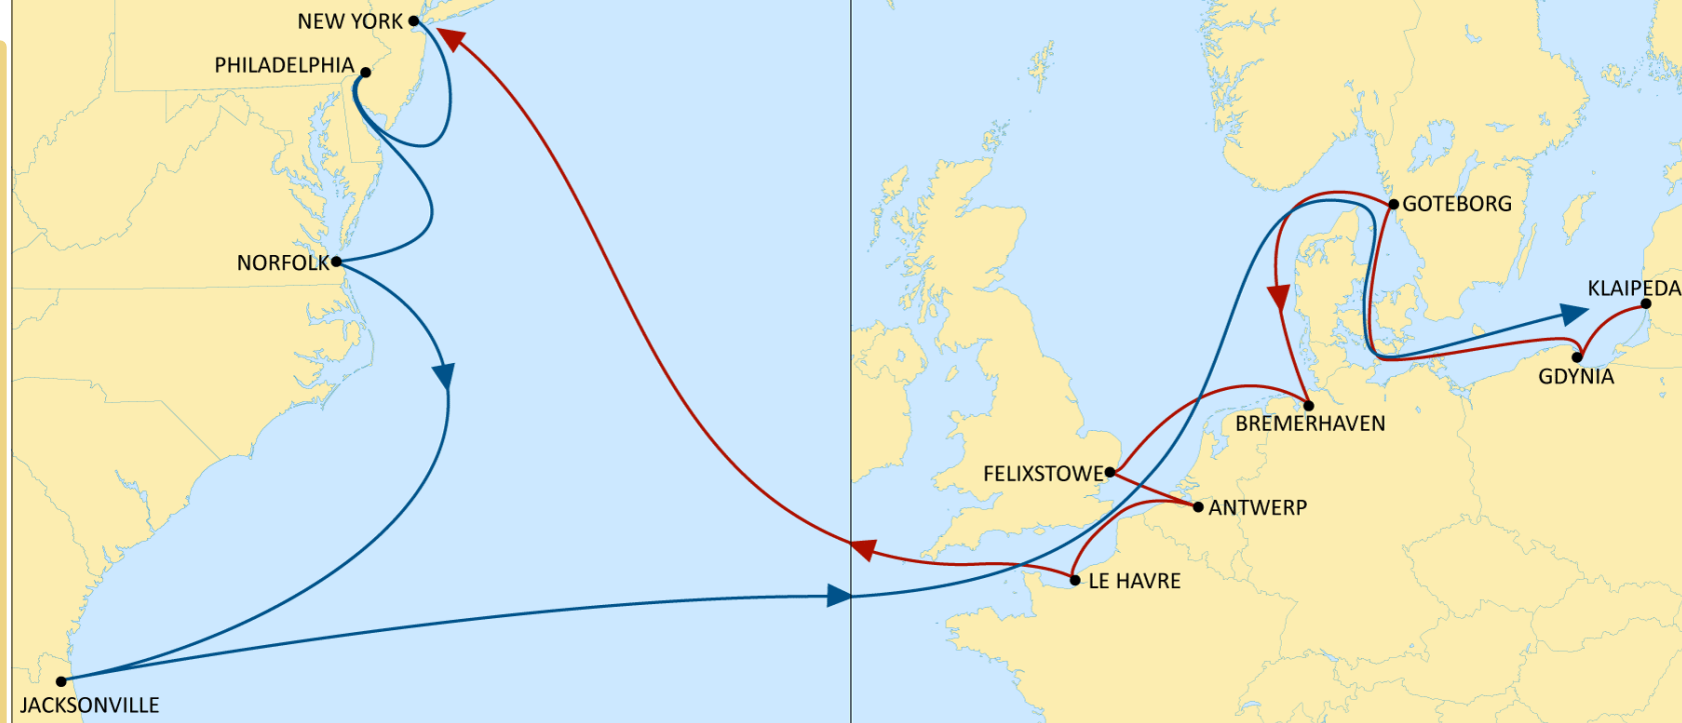 NEW YORK
PHILADELPHIA
NORFOLK
JACKSONVILLE
GOTEBORG
KLAIPEDA
GDYNIA
BREMERHAVEN
FELIXSTOWE
ANTWERP
LE HAVRE